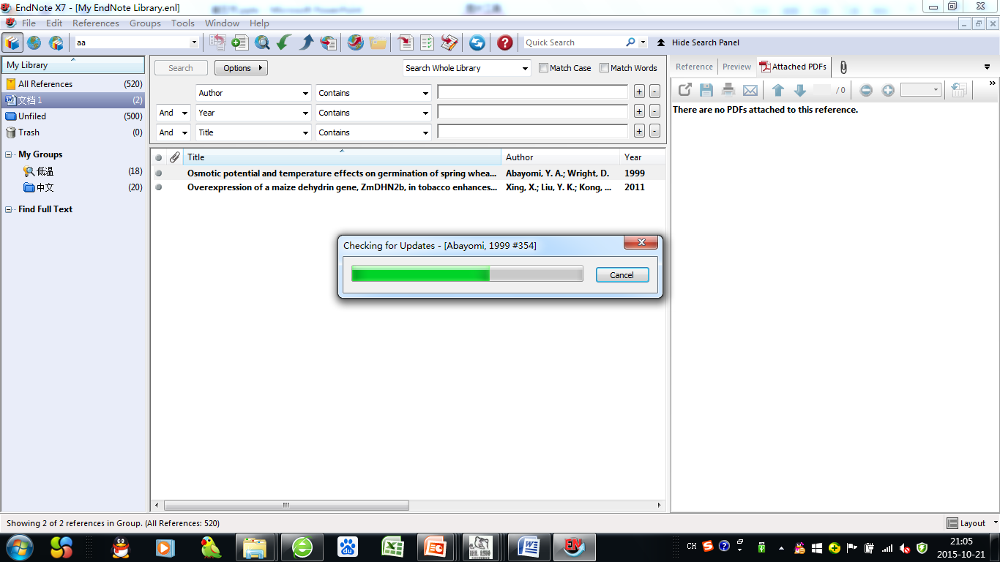 EndNote X7 - [My EndNote Library.enl]
File Edit References Groups Tools Window Help
aa
Quick Search
Hide Search Panel
My Library
All References (520)
文档 1 (2)
Unfiled (500)
Trash (0)
My Groups
低温 (18)
中文 (20)
Find Full Text
Search Options Search Whole Library Match Case Match Words
Author Contains + -
And Year Contains + -
And Title Contains + -
Title Author Year
Osmotic potential and temperature effects on germination of spring whea... Abayomi, Y. A.; Wright, D. 1999
Overexpression of a maize dehydrin gene, ZmDHN2b, in tobacco enhances... Xing, X.; Liu, Y. K.; Kong, ... 2011
Checking for Updates - [Abayomi, 1999 #354]
Cancel
Reference Preview Attached PDFs
/ 0
There are no PDFs attached to this reference.
Showing 2 of 2 references in Group. (All References: 520)
Layout
du
EN
CH
21:05
2015-10-21